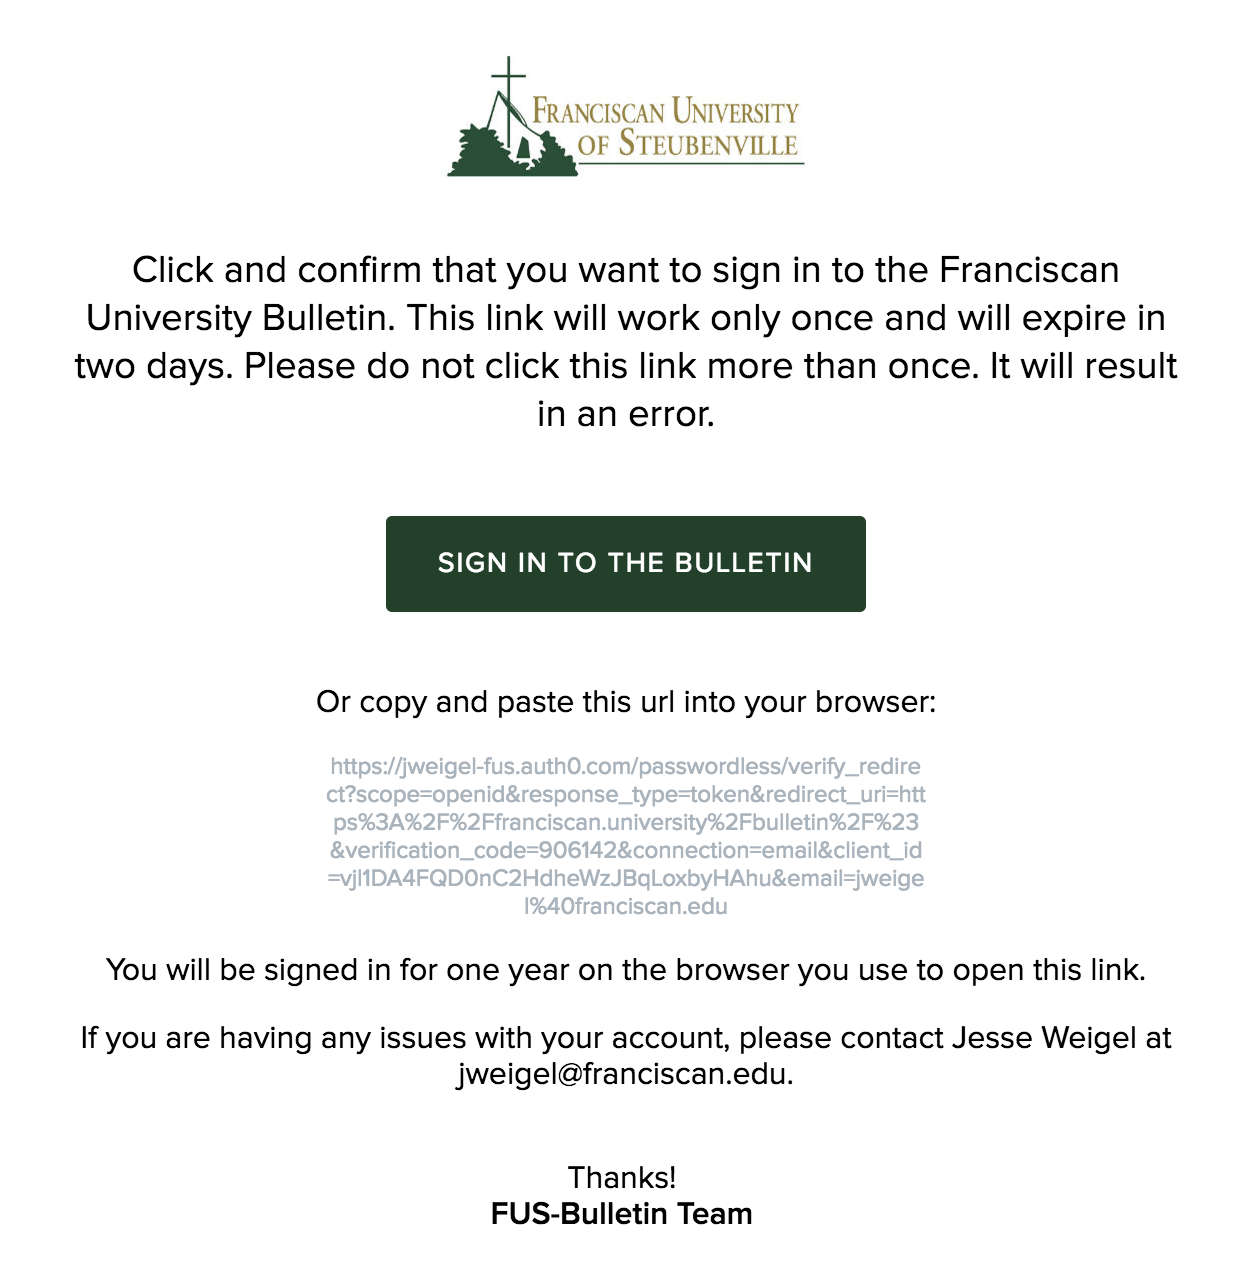 FRANCISCAN UNIVERSITY
OF STEUBENVILLE
Click and confirm that you want to sign in to the Franciscan
University Bulletin. This link will work only once and will expire in
two days. Please do not click this link more than once. It will result
in an error.
SIGN IN TO THE BULLETIN
Or copy and paste this url into your browser:
https://jweigel-fus.auth0.com/passwordless/verify_redire
ct?scope=openid&response_type=token&redirect_uri=htt
ps%3A%2F%2Ffranciscan.university%2Fbulletin%2F%23
&verification_code=906142&connection=email&client_id
=vjl1DA4FQD0nC2HdheWzJBqLoxbyHAhu&email=jweige
l%40franciscan.edu
You will be signed in for one year on the browser you use to open this link.
If you are having any issues with your account, please contact Jesse Weigel at
jweigel@franciscan.edu.
Thanks!
FUS-Bulletin Team